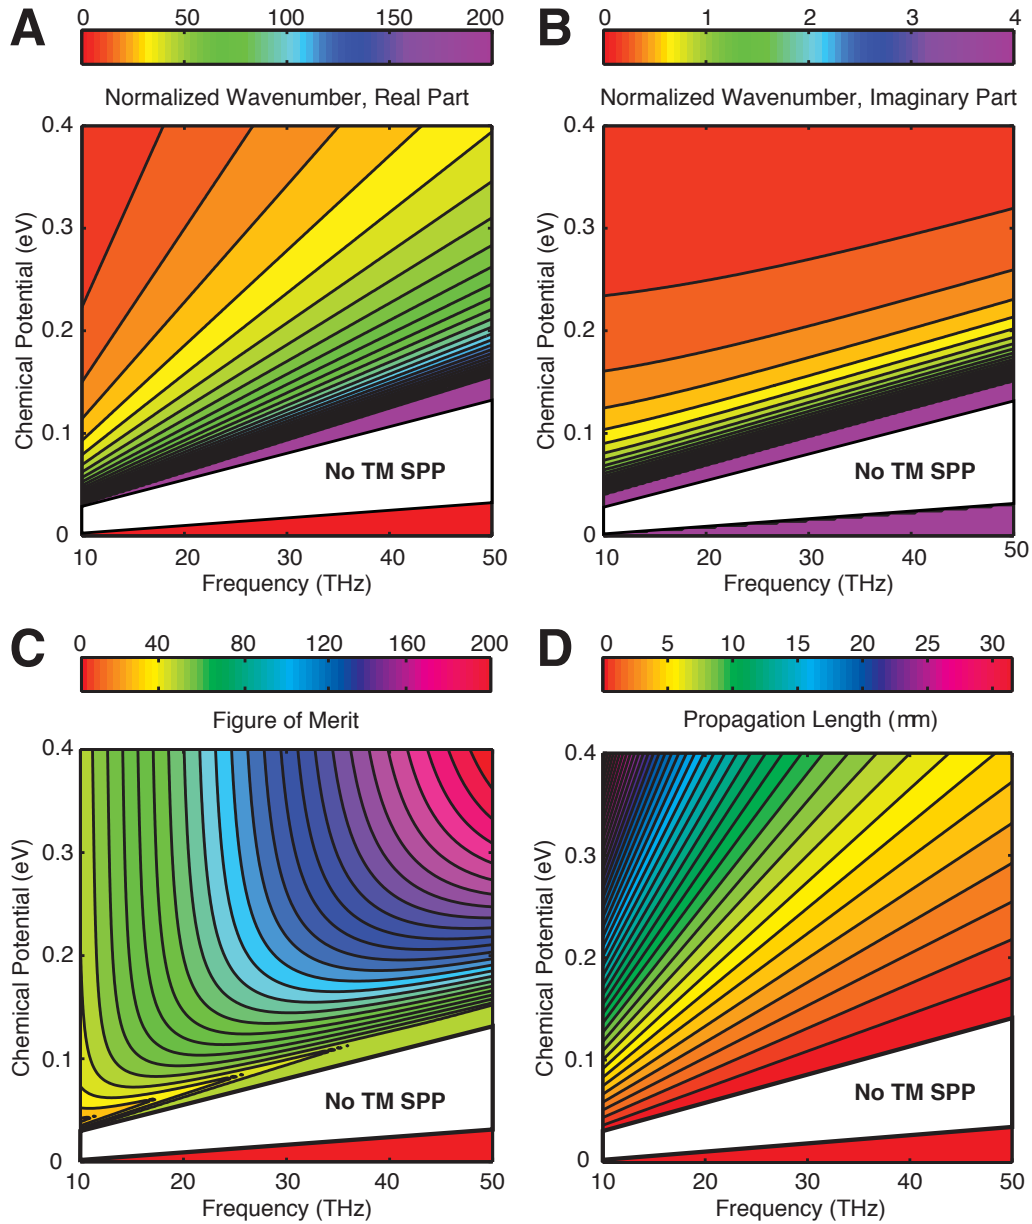 A
0 50 100 150 200
Normalized Wavenumber, Real Part
0.4
0.3
0.2
0.1
0
Chemical Potential (eV)
No TM SPP
10 20 30 40 50
Frequency (THz)
B
0 1 2 3 4
Normalized Wavenumber, Imaginary Part
0.4
0.3
0.2
0.1
0
Chemical Potential (eV)
No TM SPP
10 20 30 40 50
Frequency (THz)
C
0 40 80 120 160 200
Figure of Merit
0.4
0.3
0.2
0.1
0
Chemical Potential (eV)
No TM SPP
10 20 30 40 50
Frequency (THz)
D
0 5 10 15 20 25 30
Propagation Length (mm)
0.4
0.3
0.2
0.1
0
Chemical Potential (eV)
No TM SPP
10 20 30 40 50
Frequency (THz)